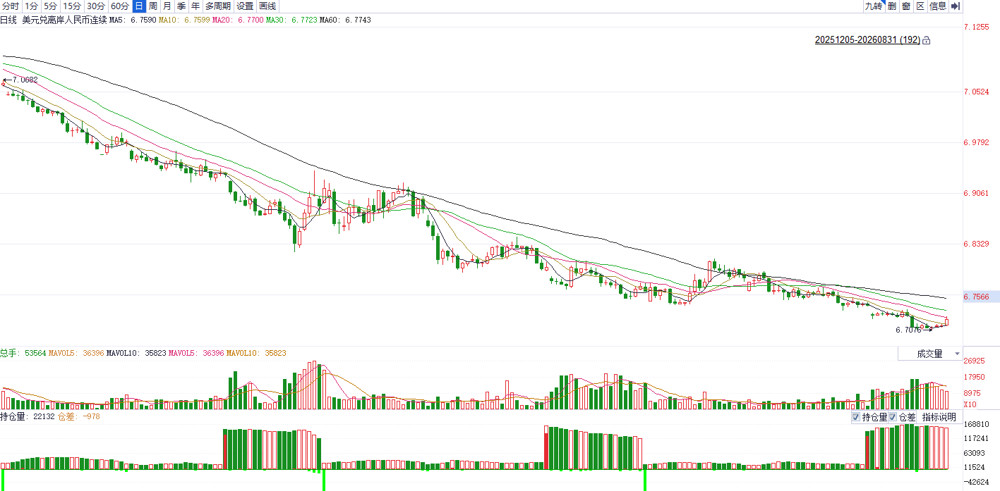 分时 1分 5分 15分 30分 60分 日 周 月 季 年 多周期 设置 画线 九转 删 窗 区 信息
日线 美元兑离岸人民币连续 MA5: 6.7590 MA10: 6.7599 MA20: 6.7700 MA30: 6.7723 MA60: 6.7743
7.1255
20251205-20260831 (192)
7.0682
7.0524
6.9792
6.9061
6.8329
6.7566
6.7076
总手: 53564 MAVOL5: 36396 MAVOL10: 35823 MAVOL5: 36396 MAVOL10: 35823
成交量
26925
17950
8975
X10
持仓量: 22132 仓差: -978
持仓量 仓差 指标说明
168810
117241
63093
11524
-42624